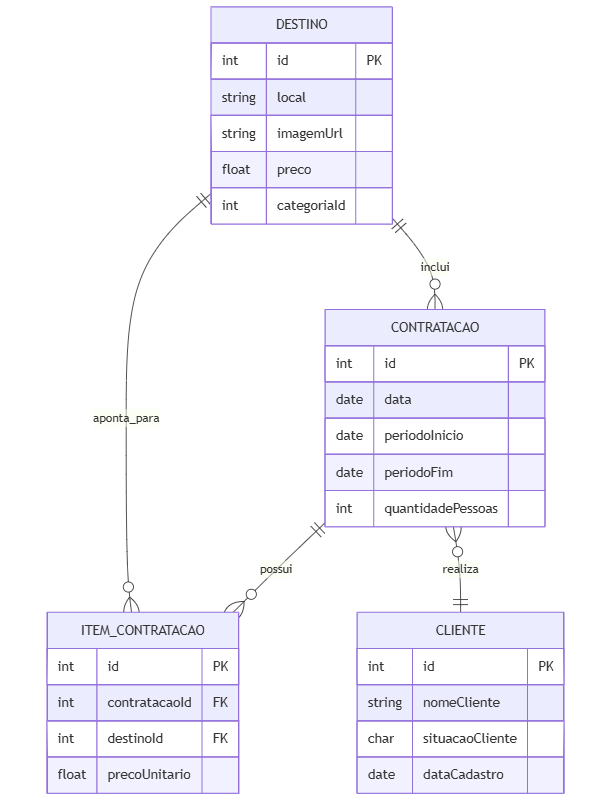 DESTINO
int id PK
string local
string imagemUrl
float preco
int categoriaId
inclui
CONTRATACAO
int id PK
date data
date periodoInicio
date periodoFim
int quantidadePessoas
aponta_para
possui
realiza
ITEM_CONTRATACAO
int id PK
int contratacaoId FK
int destinoId FK
float precoUnitario
CLIENTE
int id PK
string nomeCliente
char situacaoCliente
date dataCadastro